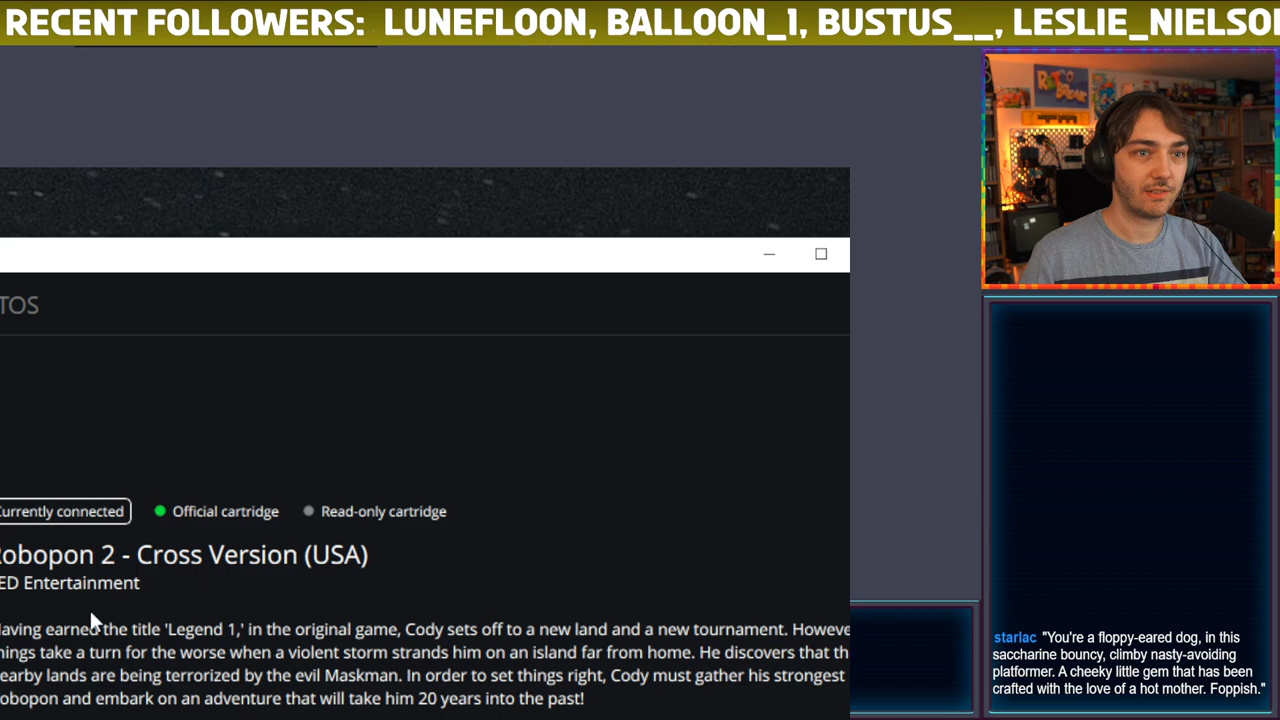 RECENT FOLLOWERS: LUNEFLOON, BALLOON_1, BUSTUS__, LESLIE_NIELSO
TOS
Currently connected
Official cartridge
Read-only cartridge
obopon 2 - Cross Version (USA)
ED Entertainment
aving earned the title 'Legend 1,' in the original game, Cody sets off to a new land and a new tournament. Howeve
hings take a turn for the worse when a violent storm strands him on an island far from home. He discovers that th
earby lands are being terrorized by the evil Maskman. In order to set things right, Cody must gather his strongest
obopon and embark on an adventure that will take him 20 years into the past!
starlac "You're a floppy-eared dog, in this
saccharine bouncy, climby nasty-avoiding
platformer. A cheeky little gem that has been
crafted with the love of a hot mother. Foppish."